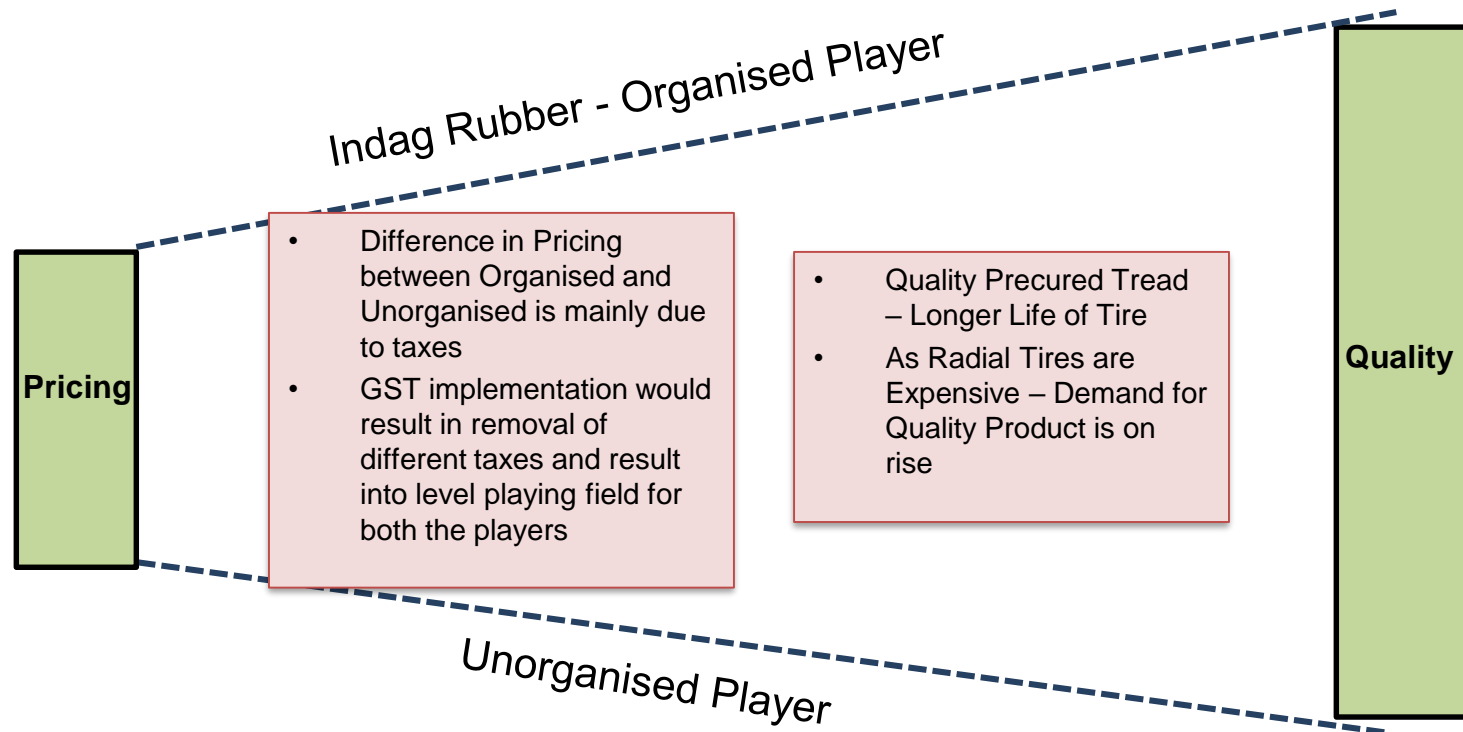 Indag Rubber - Organised Player
Pricing
• Difference in Pricing
between Organised and
Unorganised is mainly due
to taxes
• GST implementation would
result in removal of
different taxes and result
into level playing field for
both the players
• Quality Precured Tread
– Longer Life of Tire
• As Radial Tires are
Expensive – Demand for
Quality Product is on
rise
Quality
Unorganised Player